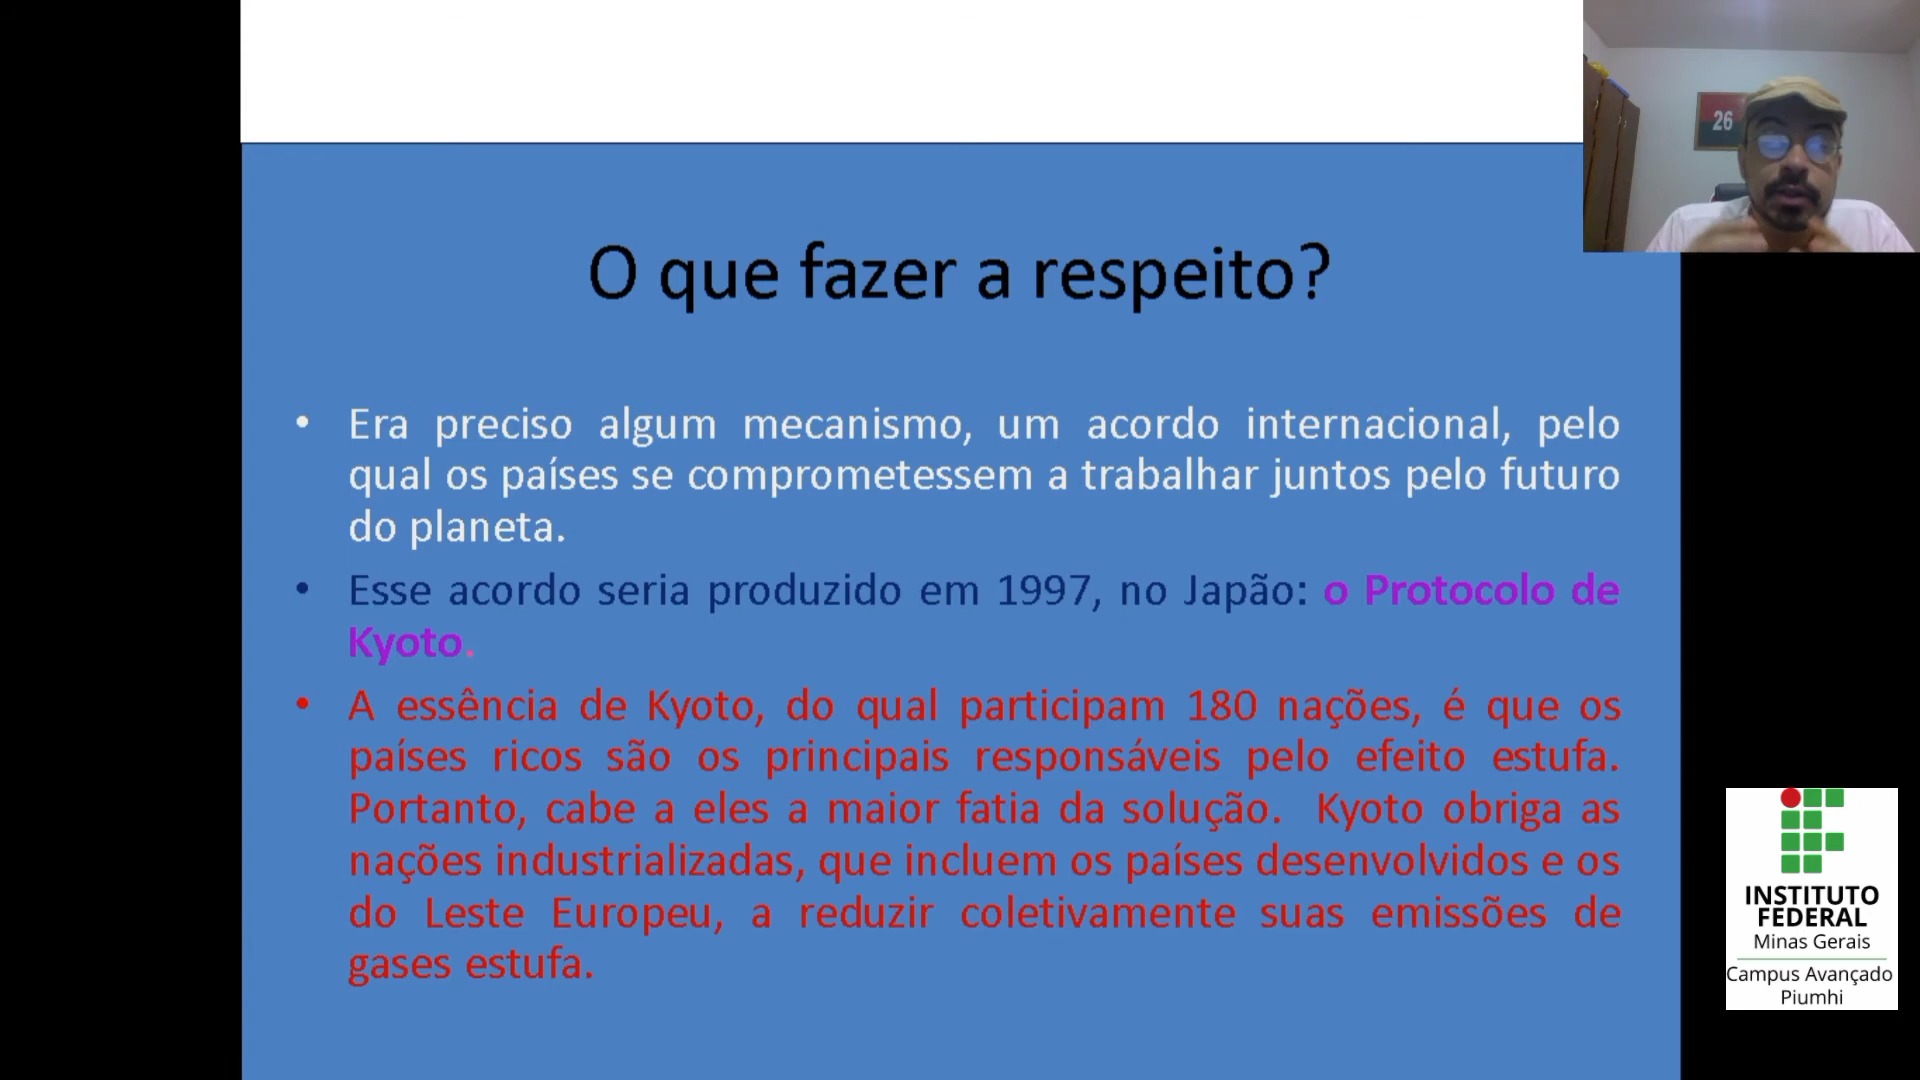 26
O que fazer a respeito?
• Era preciso algum mecanismo, um acordo internacional, pelo
qual os países se comprometessem a trabalhar juntos pelo futuro
do planeta.
• Esse acordo seria produzido em 1997, no Japão: o Protocolo de
Kyoto.
• A essência de Kyoto, do qual participam 180 nações, é que os
países ricos são os principais responsáveis pelo efeito estufa.
Portanto, cabe a eles a maior fatia da solução. Kyoto obriga as
nações industrializadas, que incluem os países desenvolvidos e os
do Leste Europeu, a reduzir coletivamente suas emissões de
gases estufa.
INSTITUTO
FEDERAL
Minas Gerais
Campus Avançado
Piumhi